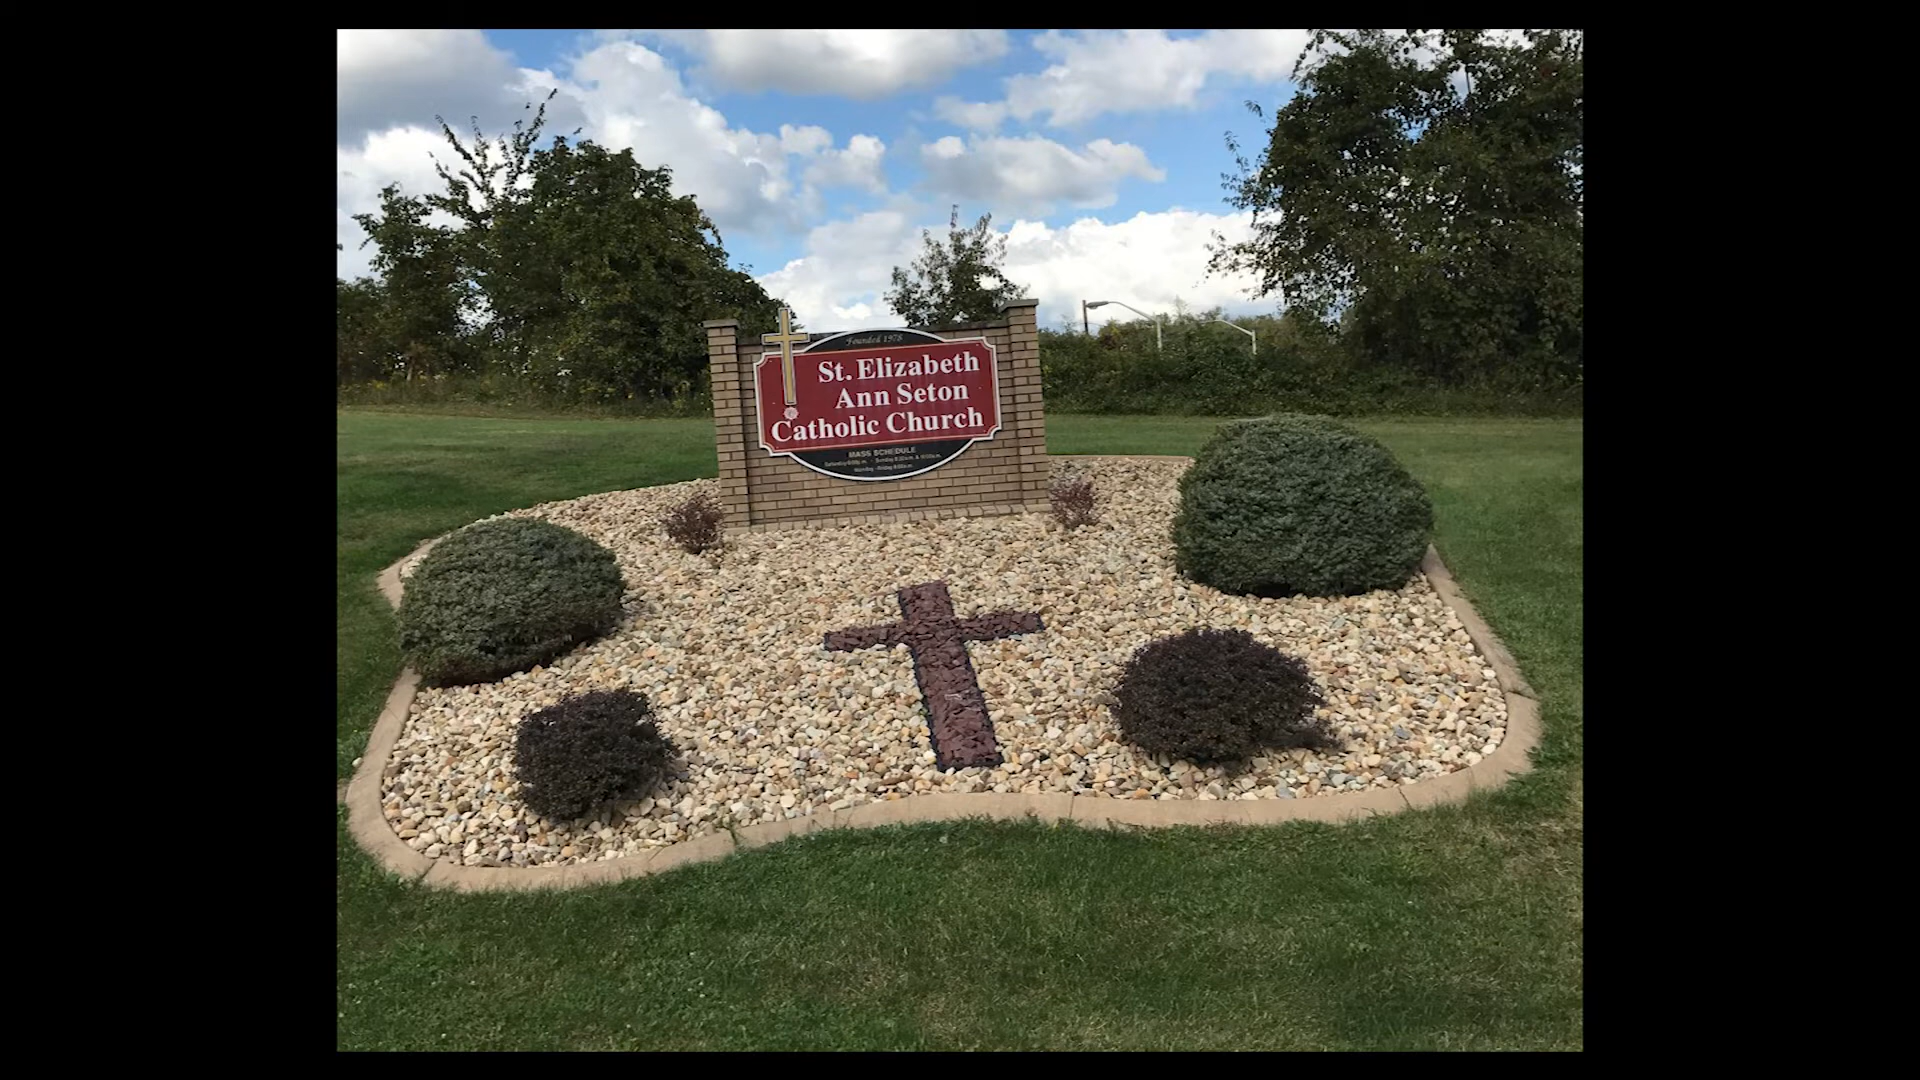 Founded 1978
St. Elizabeth
Ann Seton
Catholic Church
MASS SCHEDULE